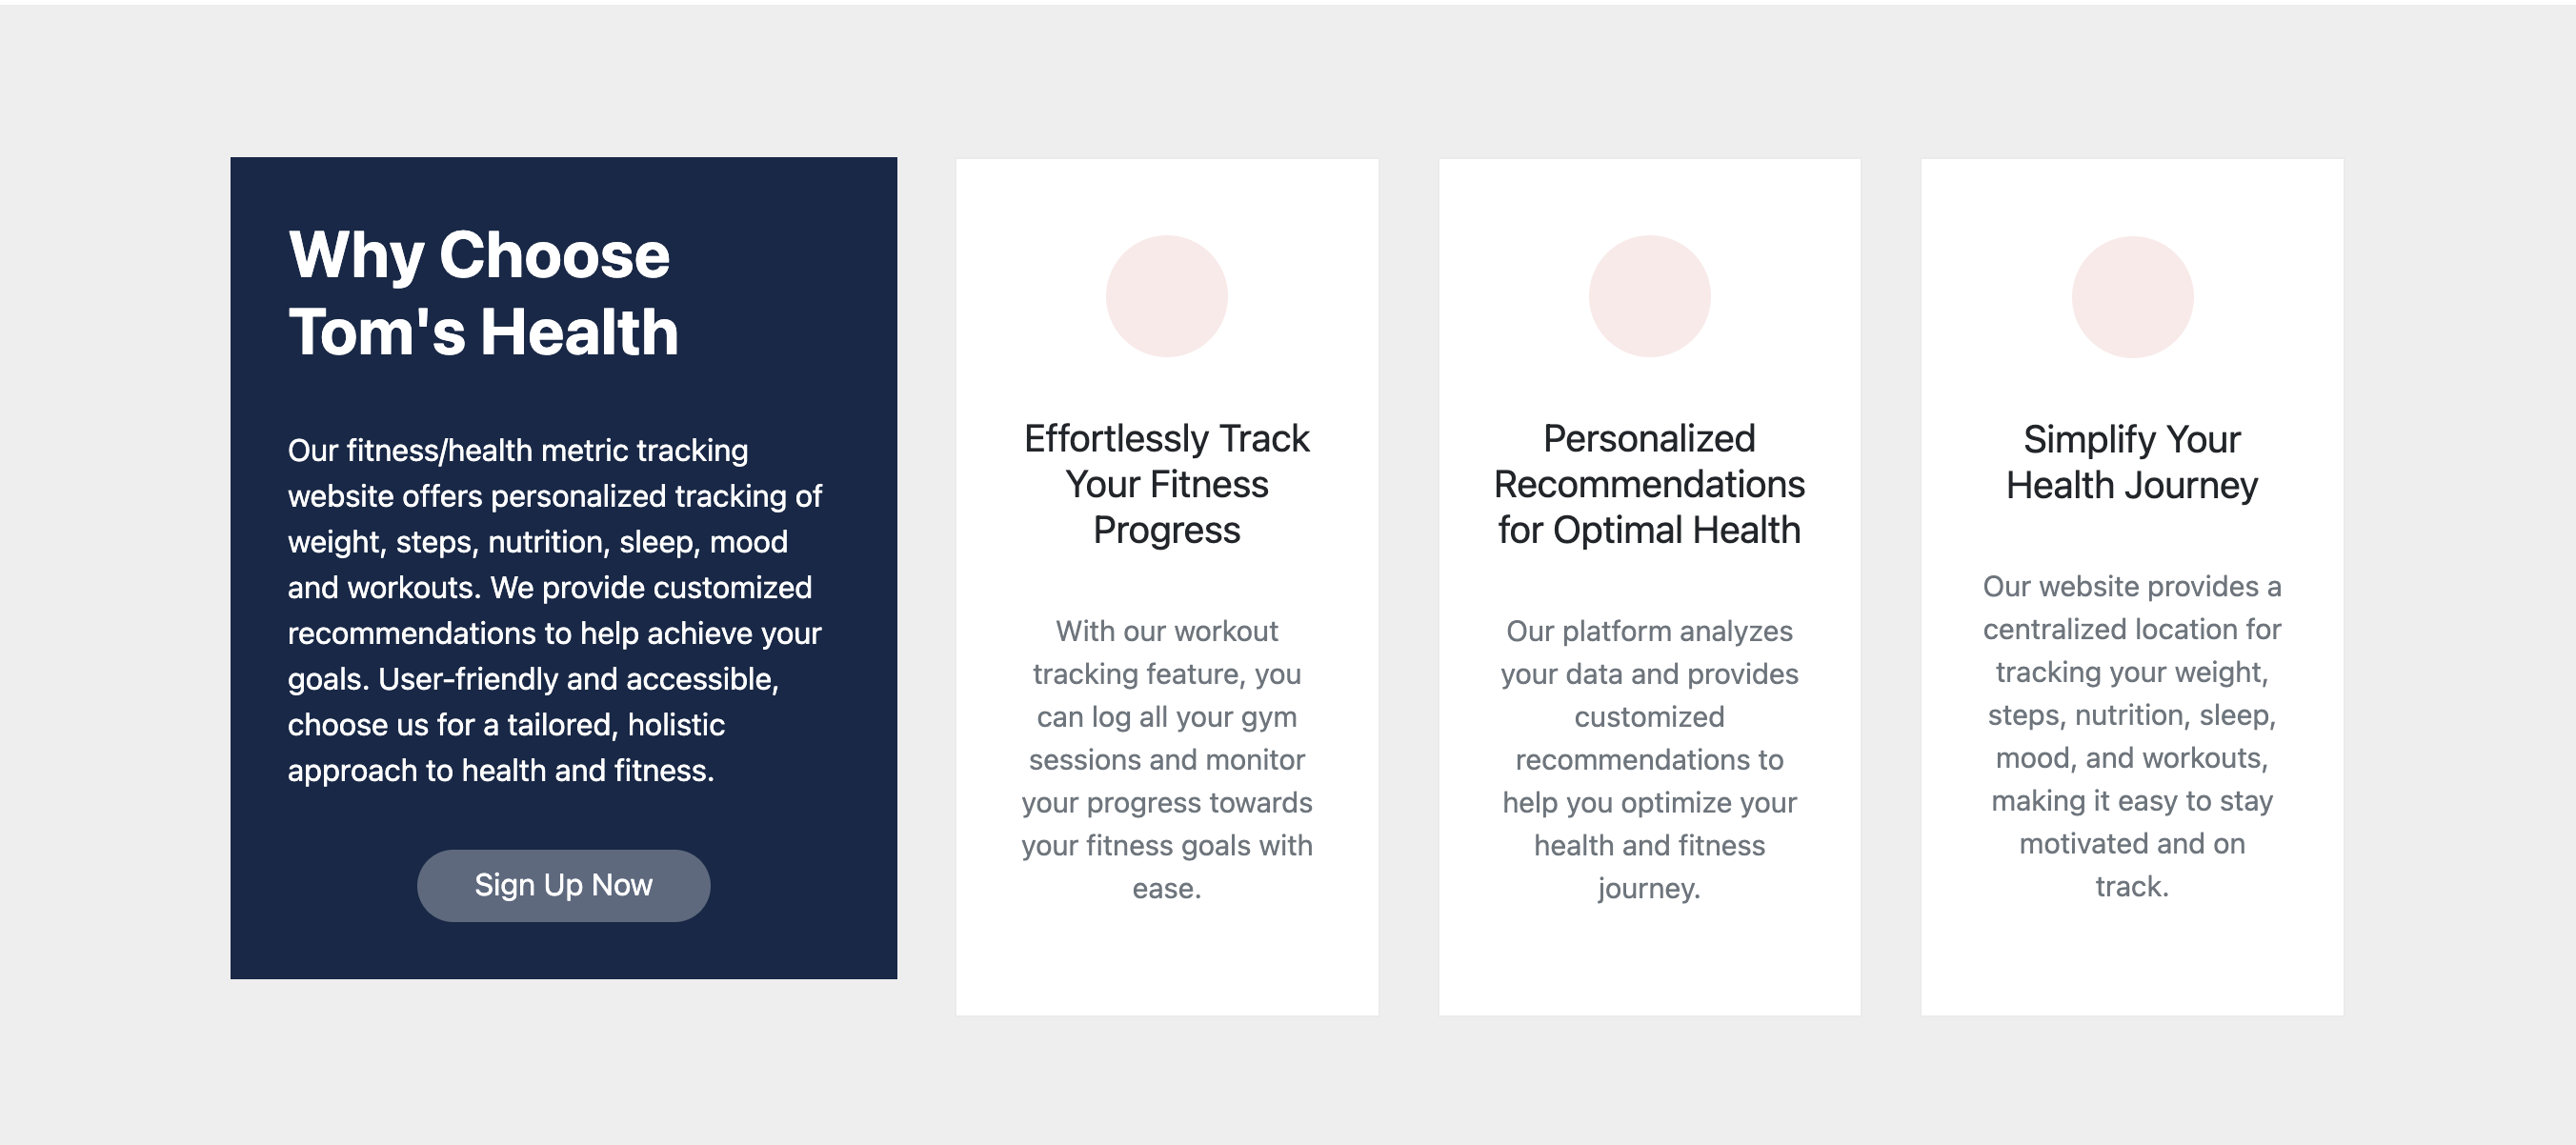 Why Choose
Tom's Health
Our fitness/health metric tracking
website offers personalized tracking of
weight, steps, nutrition, sleep, mood
and workouts. We provide customized
recommendations to help achieve your
goals. User-friendly and accessible,
choose us for a tailored, holistic
approach to health and fitness.
Sign Up Now
Effortlessly Track
Your Fitness
Progress
With our workout
tracking feature, you
can log all your gym
sessions and monitor
your progress towards
your fitness goals with
ease.
Personalized
Recommendations
for Optimal Health
Our platform analyzes
your data and provides
customized
recommendations to
help you optimize your
health and fitness
journey.
Simplify Your
Health Journey
Our website provides a
centralized location for
tracking your weight,
steps, nutrition, sleep,
mood, and workouts,
making it easy to stay
motivated and on
track.